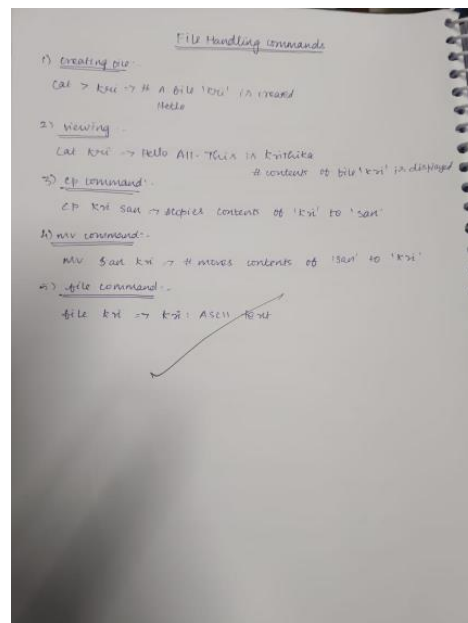 File Handling commands
1) creating file:-
cat > kri -> # A file 'kri' is created
Hello
2) viewing :-
cat kri -> Hello All. This is Krithika
# contents of file 'kri' is displayed
3) cp command:-
cp kri san -> copies contents of 'kri' to 'san'
4) mv command:-
mv san kri -> # moves contents of 'san' to 'kri'
5) file command:-
file kri -> kri: ASCII text